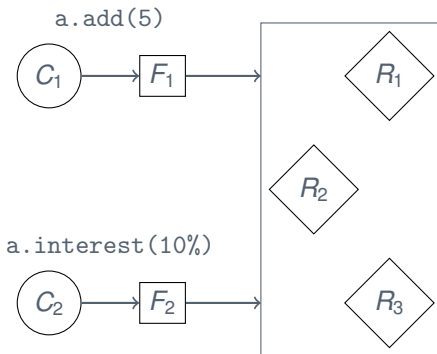 a.add(5)
C1 F1 R1
R2
a.interest(10%)
C2 F2 R3